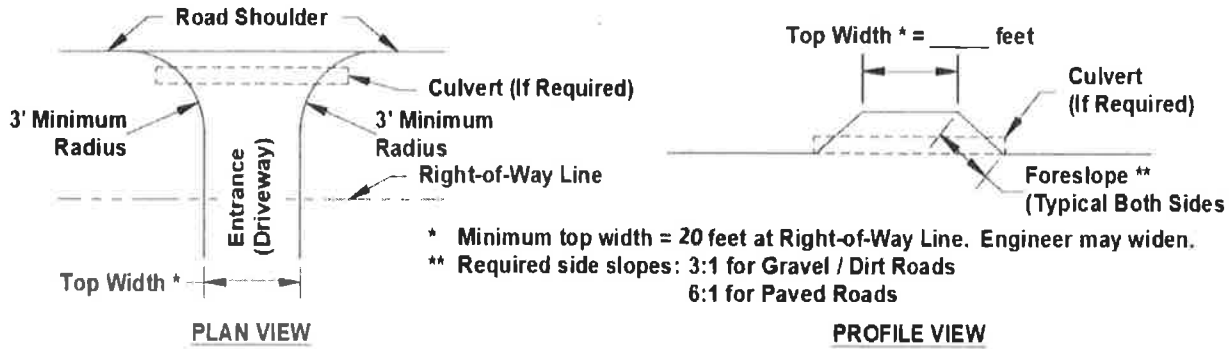 Road Shoulder
Culvert (If Required)
3' Minimum
Radius
3' Minimum
Radius
Entrance
(Driveway)
Right-of-Way Line
Top Width *
PLAN VIEW
Top Width * = _____ feet
Culvert
(If Required)
Foreslope **
(Typical Both Sides
* Minimum top width = 20 feet at Right-of-Way Line. Engineer may widen.
** Required side slopes: 3:1 for Gravel / Dirt Roads
6:1 for Paved Roads
PROFILE VIEW